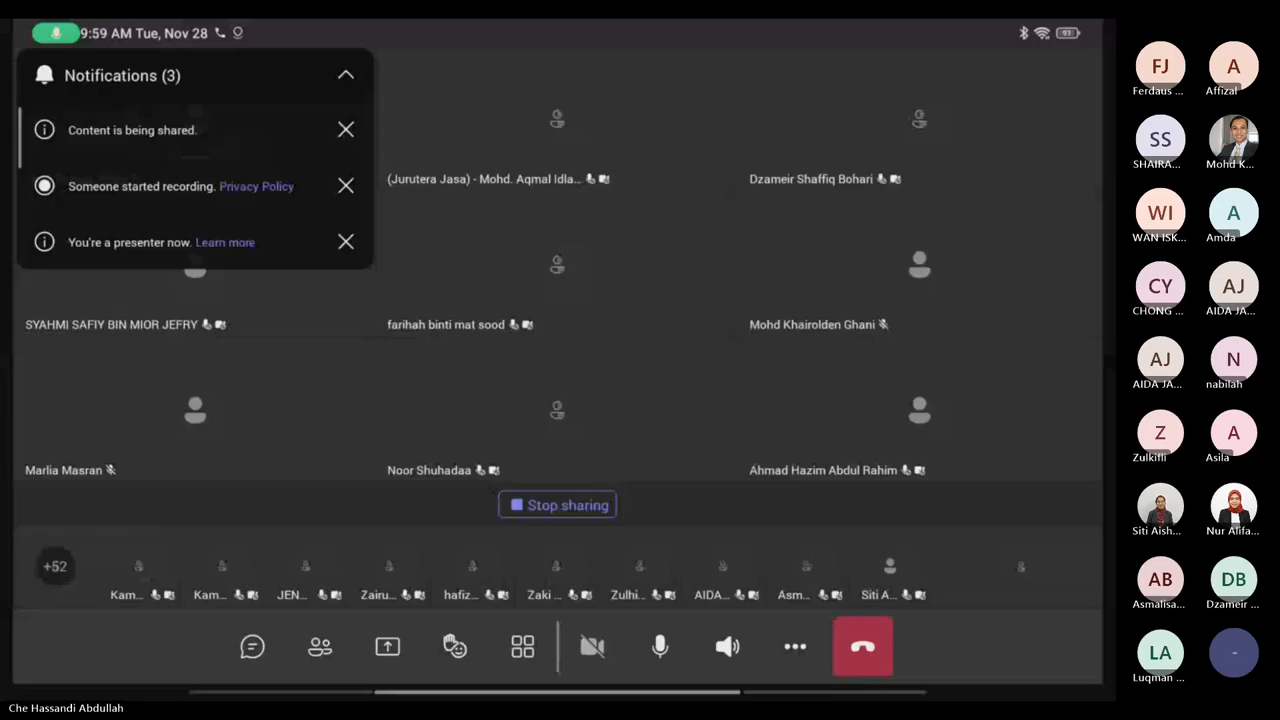 9:59 AM Tue, Nov 28
Notifications (3)
Content is being shared.
Someone started recording. Privacy Policy
You're a presenter now. Learn more
(Jurutera Jasa) - Mohd. Aqmal Idla...
Dzameir Shaffiq Bohari
SYAHMI SAFIY BIN MIOR JEFRY
farihah binti mat sood
Mohd Khairolden Ghani
Marlia Masran
Noor Shuhadaa
Ahmad Hazim Abdul Rahim
Stop sharing
+52
Kam...
Kam...
JEN...
Zairu...
hafiz...
Zaki ...
Zulhi...
AIDA...
Asm...
Siti A...
FJ
Ferdaus ...
A
Affizal
SS
SHAIRA...
Mohd K...
WI
WAN ISK...
A
Amda
CY
CHONG ...
AJ
AIDA JA...
AJ
AIDA JA...
N
nabilah
Z
Zulkifli
A
Asila
Siti Aish...
Nur Alifa...
AB
Asmalisa...
DB
Dzameir ...
LA
Luqman ...
-
Che Hassandi Abdullah